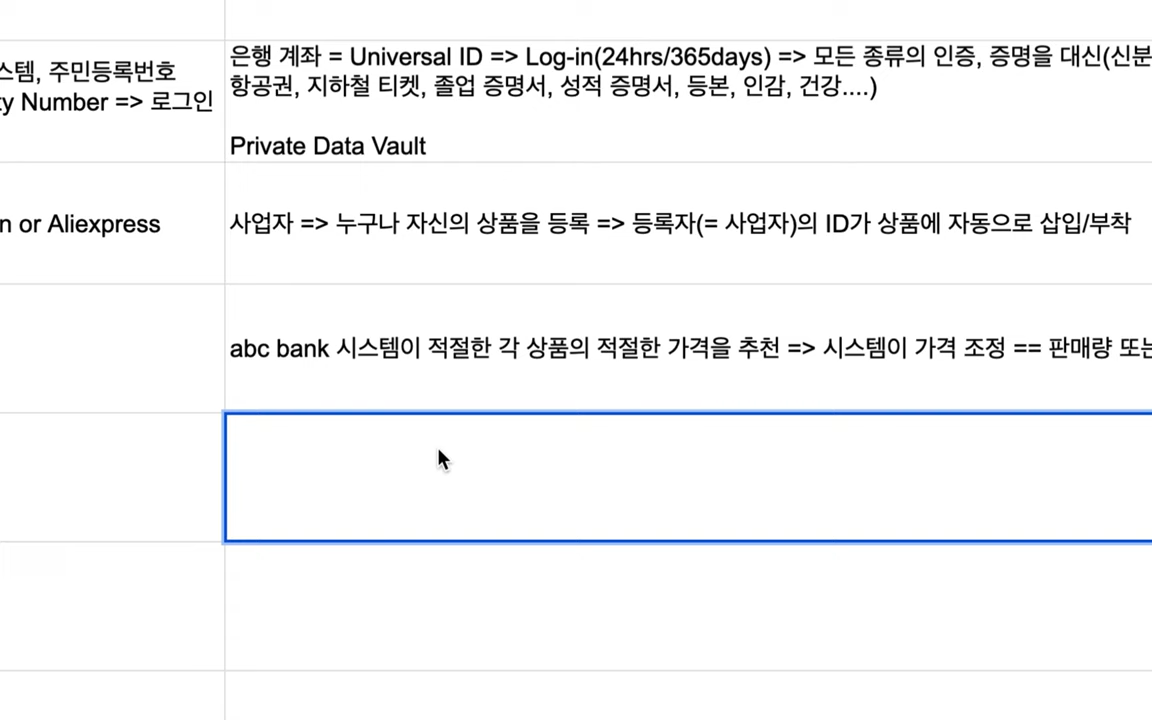 스템, 주민등록번호
ty Number => 로그인
은행 계좌 = Universal ID => Log-in(24hrs/365days) => 모든 종류의 인증, 증명을 대신(신분
항공권, 지하철 티켓, 졸업 증명서, 성적 증명서, 등본, 인감, 건강....)
Private Data Vault
n or Aliexpress
사업자 => 누구나 자신의 상품을 등록 => 등록자(= 사업자)의 ID가 상품에 자동으로 삽입/부착
abc bank 시스템이 적절한 각 상품의 적절한 가격을 추천 => 시스템이 가격 조정 == 판매량 또는